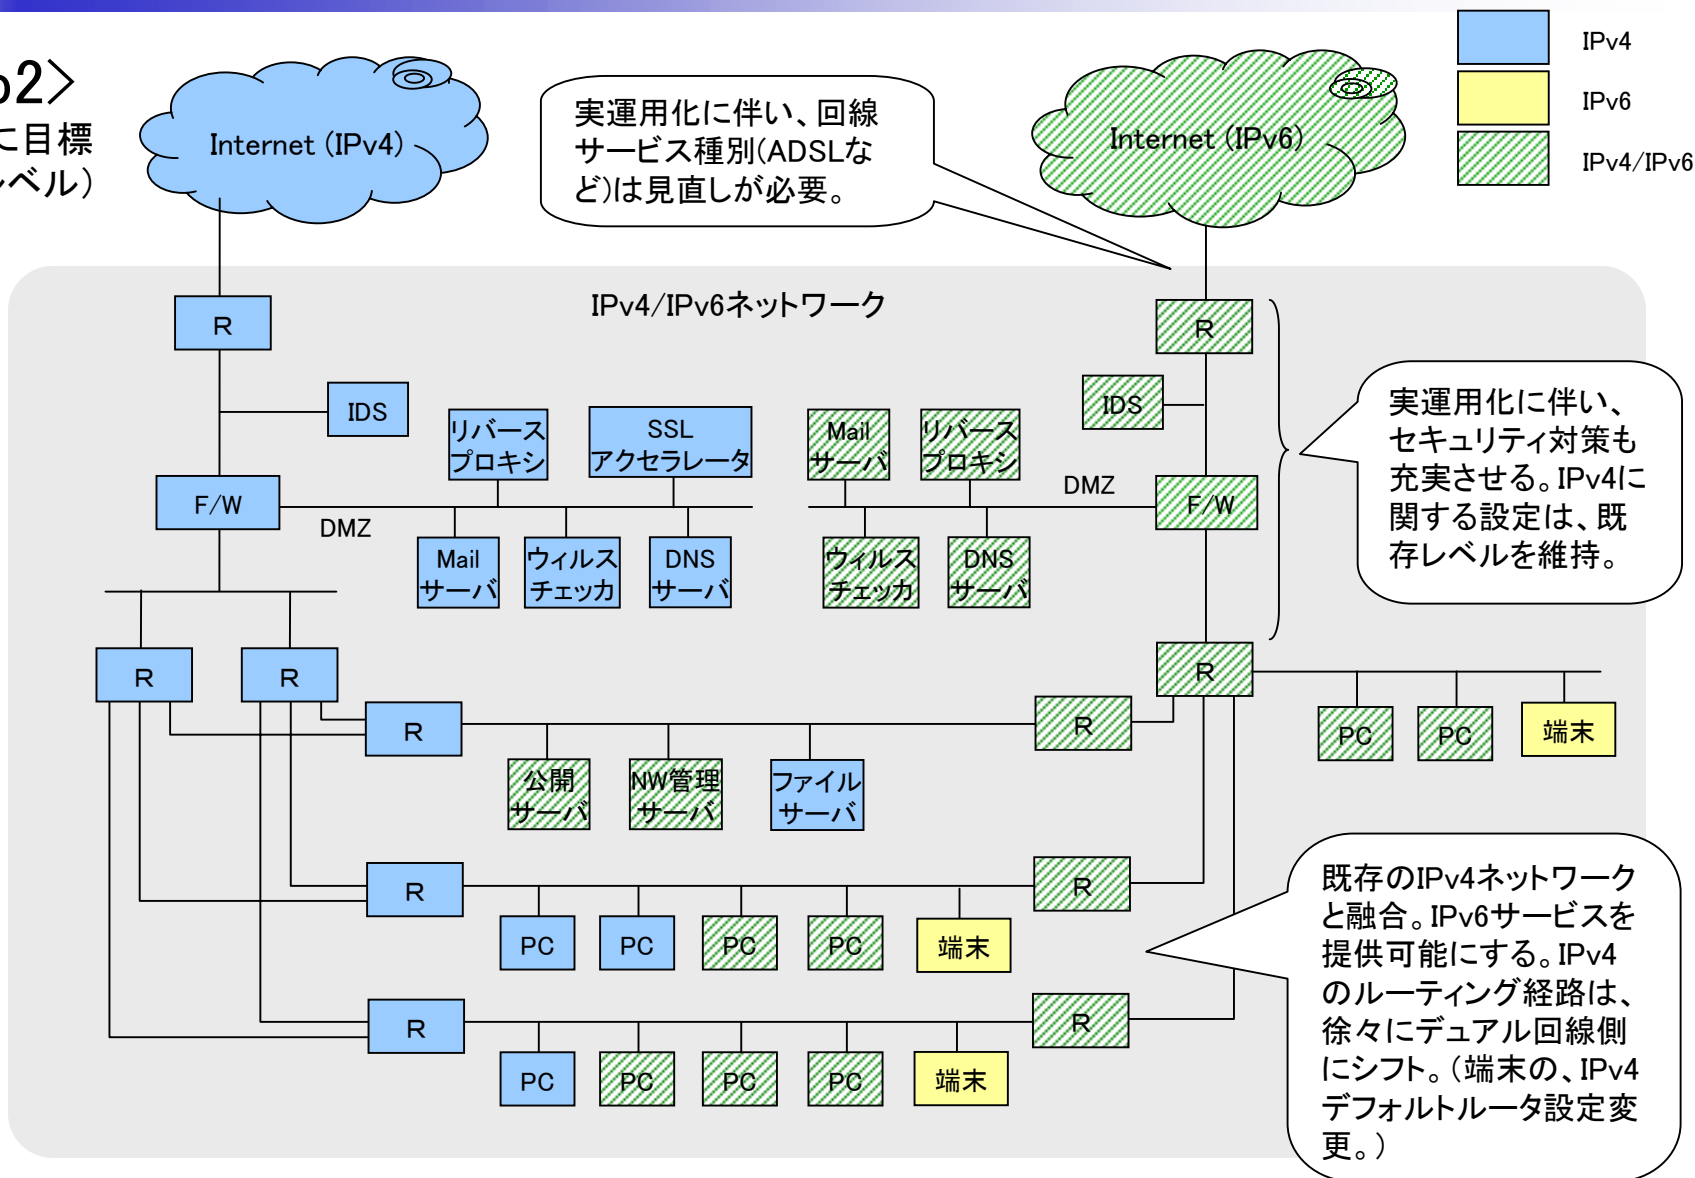 p2>
に目標
レベル)
Internet (IPv4)
実運用化に伴い、回線
サービス種別(ADSLな
ど)は見直しが必要。
Internet (IPv6)
IPv4
IPv6
IPv4/IPv6
IPv4/IPv6ネットワーク
R
R
IDS
IDS
リバース
プロキシ
SSL
アクセラレータ
Mail
サーバ
リバース
プロキシ
実運用化に伴い、
セキュリティ対策も
充実させる。IPv4に
関する設定は、既
存レベルを維持。
F/W
DMZ
DMZ
F/W
Mail
サーバ
ウィルス
チェッカ
DNS
サーバ
ウィルス
チェッカ
DNS
サーバ
R
R
R
R
R
PC
PC
端末
公開
サーバ
NW管理
サーバ
ファイル
サーバ
R
R
PC
PC
PC
PC
端末
既存のIPv4ネットワーク
と融合。IPv6サービスを
提供可能にする。IPv4
のルーティング経路は、
徐々にデュアル回線側
にシフト。(端末の、IPv4
デフォルトルータ設定変
更。)
R
R
PC
PC
PC
PC
端末